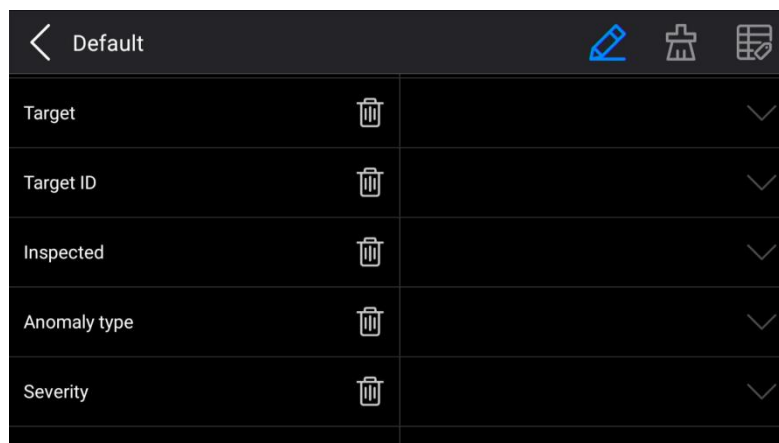 Default
Target
Target ID
Inspected
Anomaly type
Severity